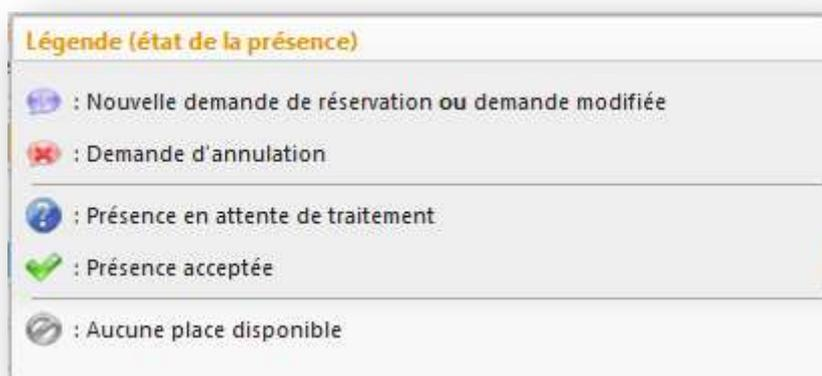 Légende (état de la présence)
: Nouvelle demande de réservation ou demande modifiée
: Demande d'annulation
: Présence en attente de traitement
: Présence acceptée
: Aucune place disponible